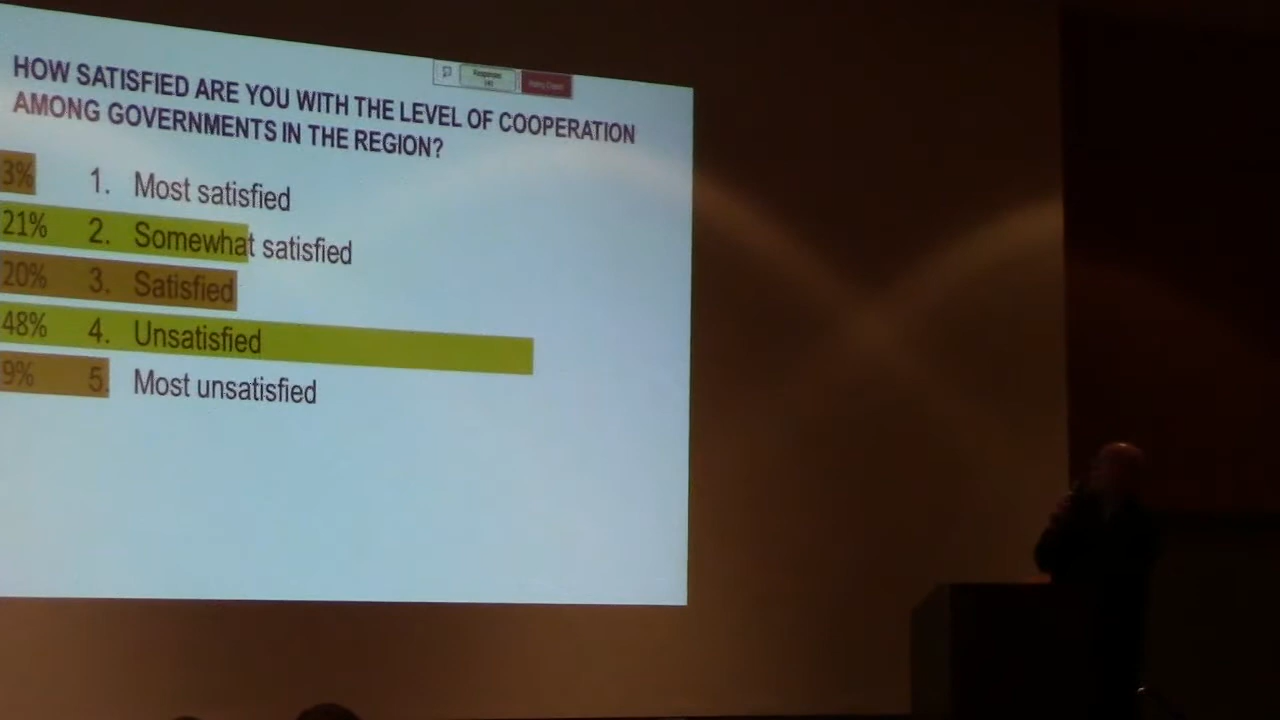 HOW SATISFIED ARE YOU WITH THE LEVEL OF COOPERATION
AMONG GOVERNMENTS IN THE REGION?
3% 1. Most satisfied
21% 2. Somewhat satisfied
20% 3. Satisfied
48% 4. Unsatisfied
9% 5. Most unsatisfied